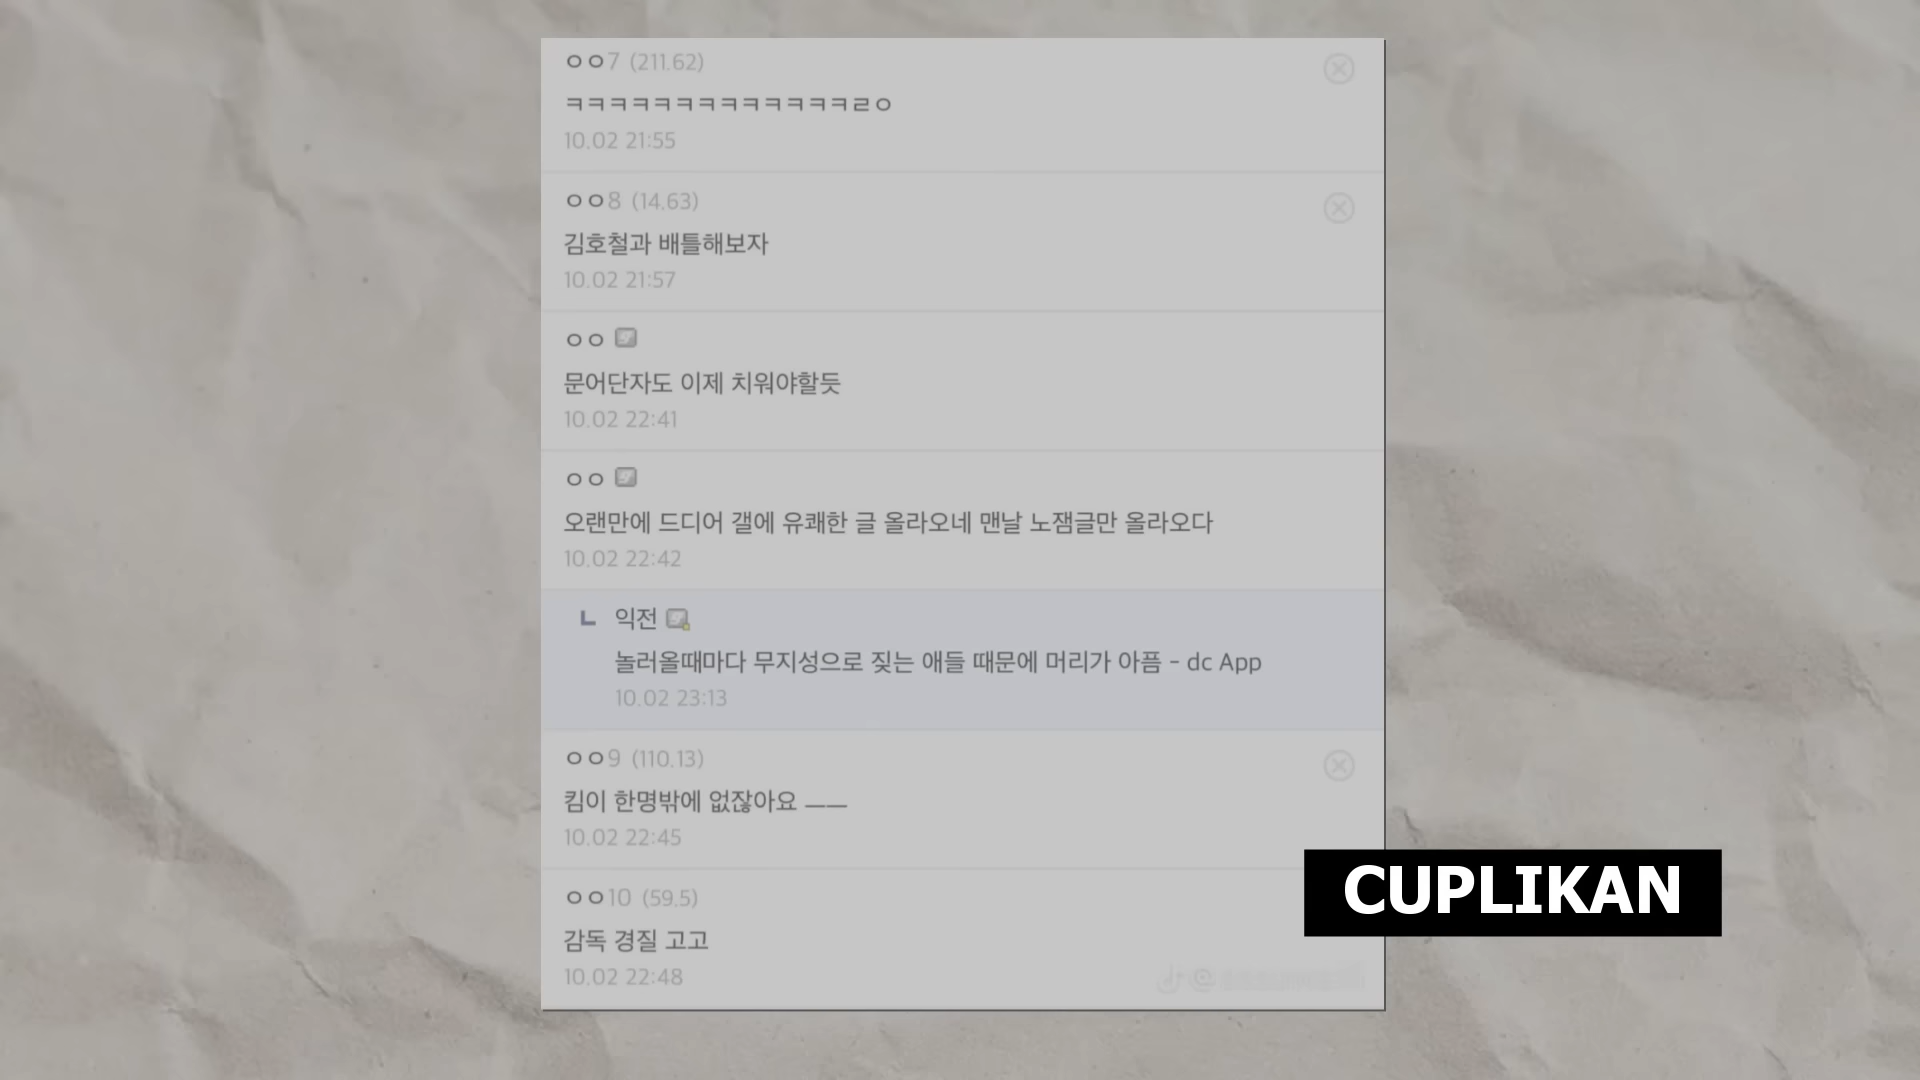 ㅇㅇ7 (211.62)
ㅋㅋㅋㅋㅋㅋㅋㅋㅋㅋㅋㅋㅋㄹㅇ
10.02 21:55
ㅇㅇ8 (14.63)
김호철과 배틀해보자
10.02 21:57
ㅇㅇ
문어단자도 이제 치워야할듯
10.02 22:41
ㅇㅇ
오랜만에 드디어 갤에 유쾌한 글 올라오네 맨날 노잼글만 올라오다
10.02 22:42
ㄴ 익전
놀러올때마다 무지성으로 짖는 애들 때문에 머리가 아픔 - dc App
10.02 23:13
ㅇㅇ9 (110.13)
킴이 한명밖에 없잖아요 ㅡㅡ
10.02 22:45
ㅇㅇ10 (59.5)
감독 경질 고고
10.02 22:48
CUPLIKAN